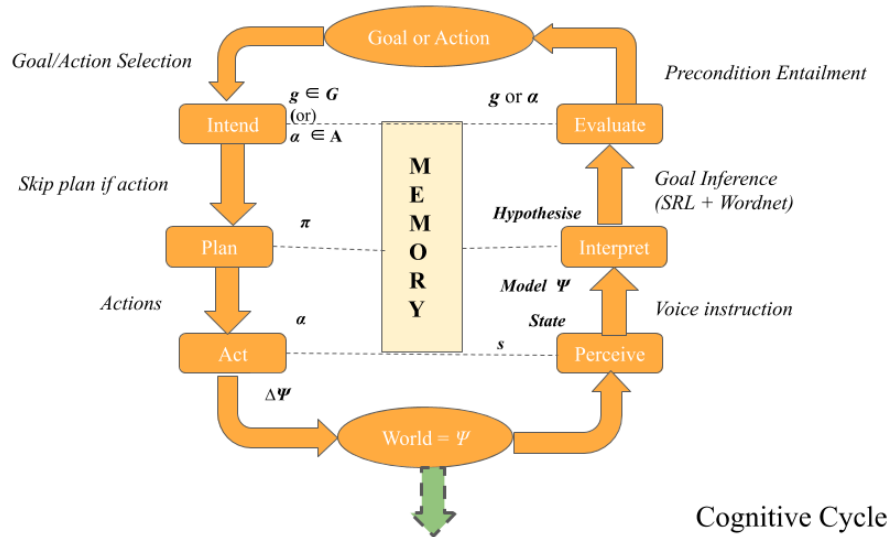 Goal or Action
Goal/Action Selection
Precondition Entailment
g ∈ G
(or)
α ∈ A
g or α
Intend
Evaluate
MEMORY
Skip plan if action
Goal Inference
(SRL + Wordnet)
Hypothesise
π
Plan
Interpret
Model Ψ
Actions
Voice instruction
α
State
Act
s
Perceive
ΔΨ
World = Ψ
Cognitive Cycle